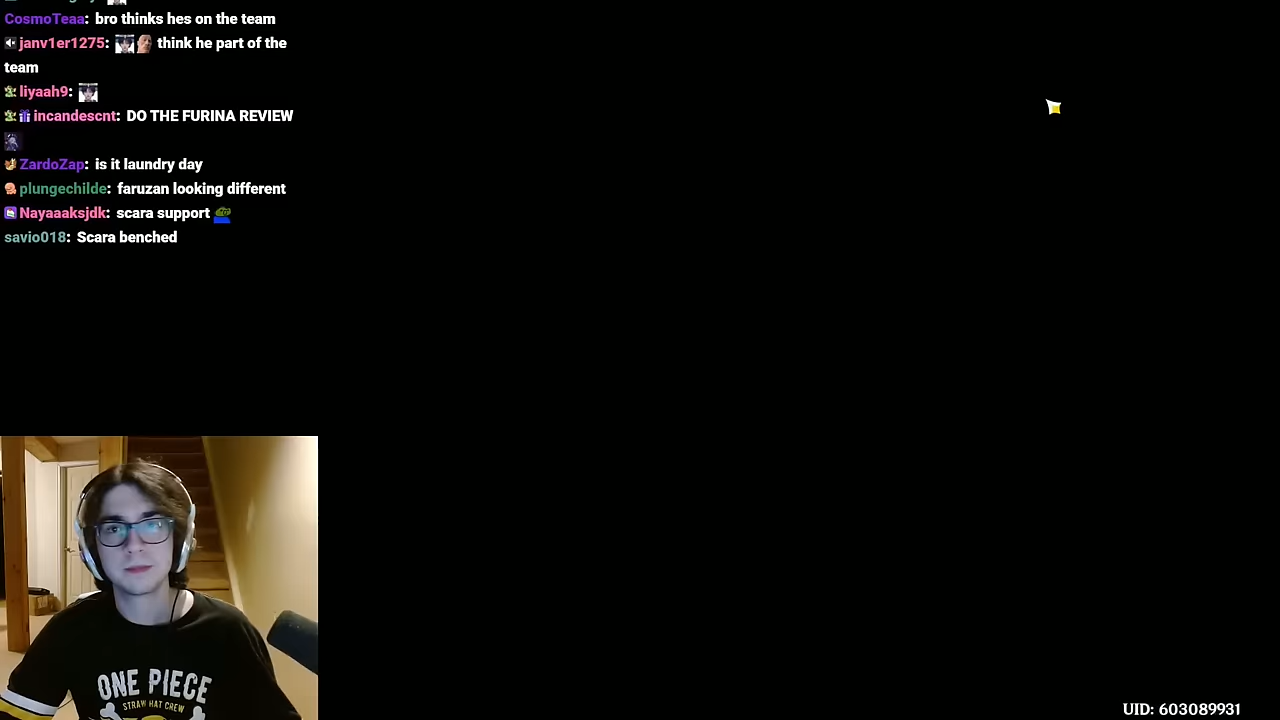 CosmoTeaa: bro thinks hes on the team
janv1er1275: think he part of the
team
liyaah9:
incandescnt: DO THE FURINA REVIEW
ZardoZap: is it laundry day
plungechilde: faruzan looking different
Nayaaaksjdk: scara support
savio018: Scara benched
ONE PIECE
STRAW HAT CREW
UID: 603089931